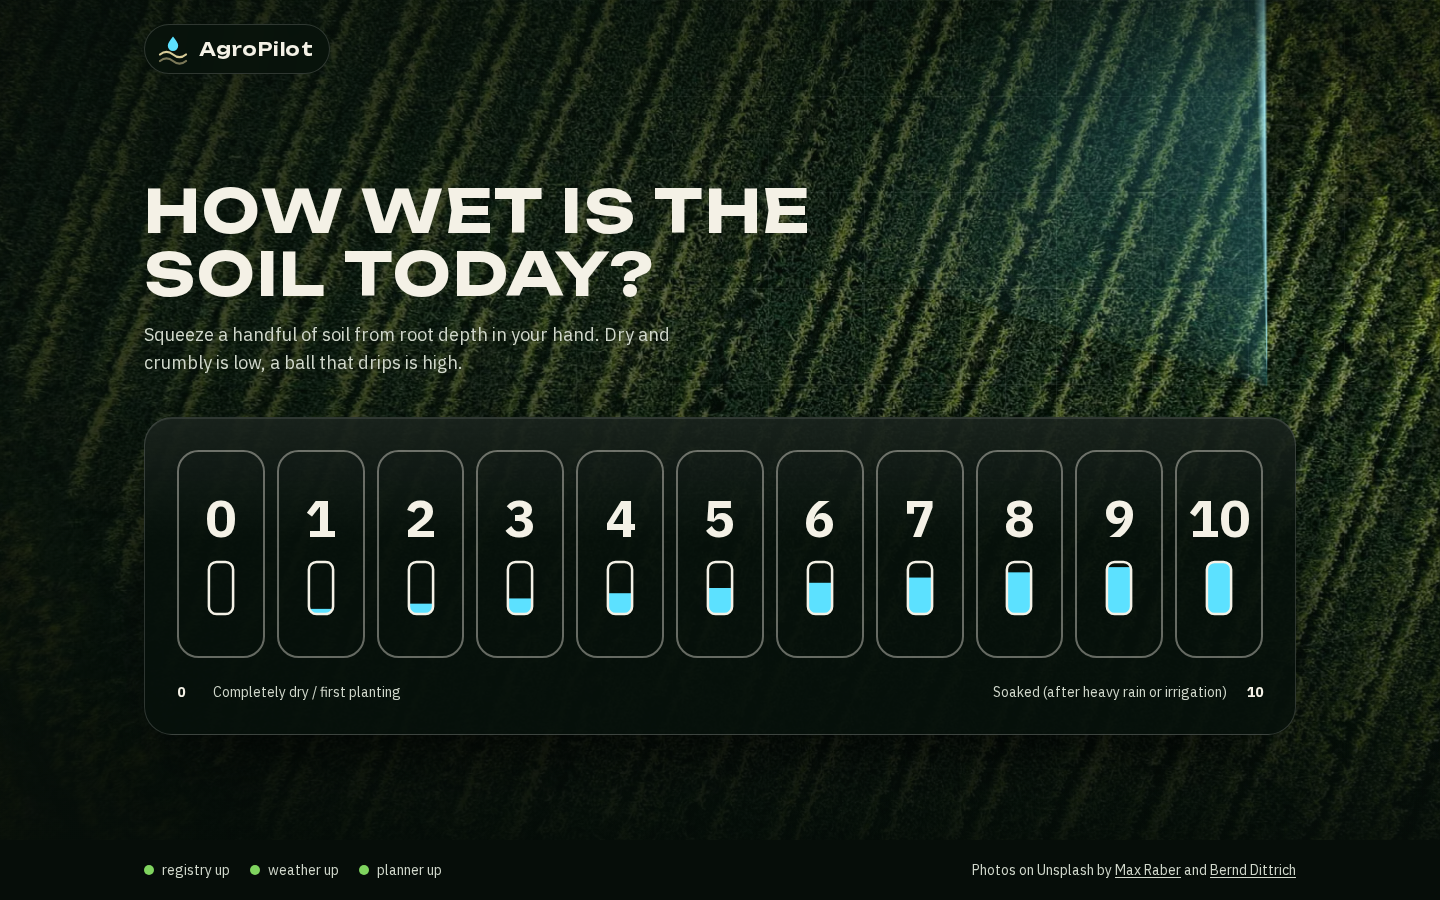 AgroPilot
HOW WET IS THE
SOIL TODAY?
Squeeze a handful of soil from root depth in your hand. Dry and
crumbly is low, a ball that drips is high.
0 1 2 3 4 5 6 7 8 9 10
0 Completely dry / first planting Soaked (after heavy rain or irrigation) 10
registry up weather up planner up Photos on Unsplash by Max Raber and Bernd Dittrich